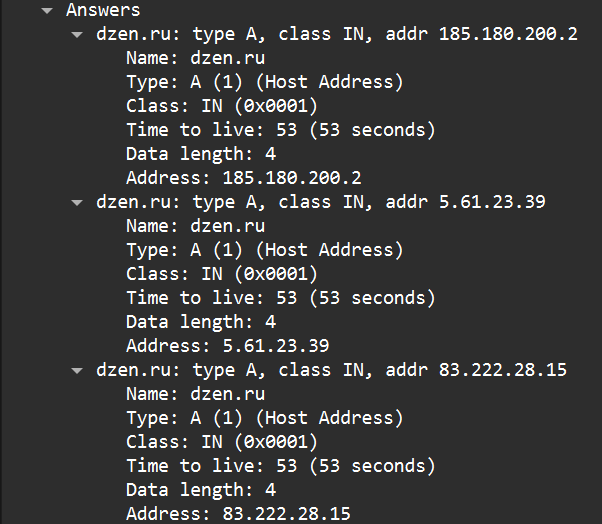 Answers
dzen.ru: type A, class IN, addr 185.180.200.2
Name: dzen.ru
Type: A (1) (Host Address)
Class: IN (0x0001)
Time to live: 53 (53 seconds)
Data length: 4
Address: 185.180.200.2
dzen.ru: type A, class IN, addr 5.61.23.39
Name: dzen.ru
Type: A (1) (Host Address)
Class: IN (0x0001)
Time to live: 53 (53 seconds)
Data length: 4
Address: 5.61.23.39
dzen.ru: type A, class IN, addr 83.222.28.15
Name: dzen.ru
Type: A (1) (Host Address)
Class: IN (0x0001)
Time to live: 53 (53 seconds)
Data length: 4
Address: 83.222.28.15